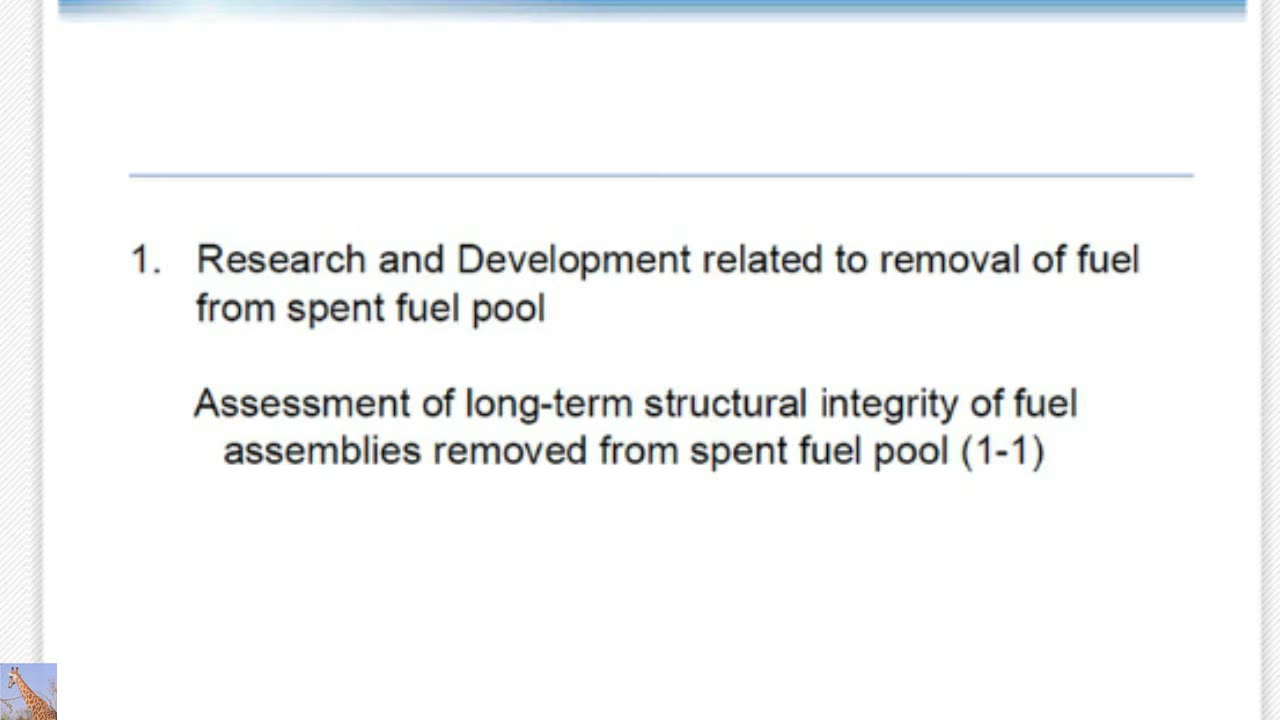 1. Research and Development related to removal of fuel
from spent fuel pool
Assessment of long-term structural integrity of fuel
assemblies removed from spent fuel pool (1-1)